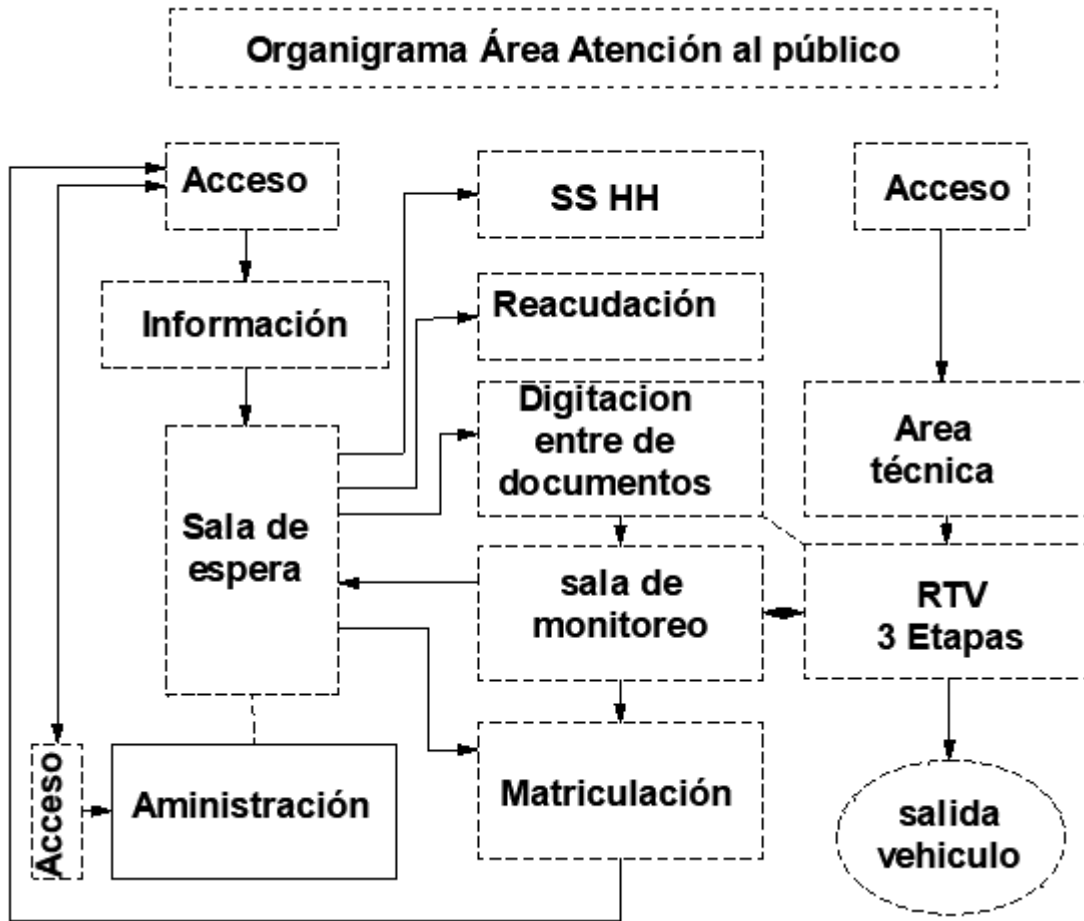 Organigrama Área Atención al público
Acceso
SS HH
Acceso
Información
Reacudación
Digitacion
entre de
documentos
Area
técnica
Sala de
espera
sala de
monitoreo
RTV
3 Etapas
Acceso
Aministración
Matriculación
salida
vehiculo